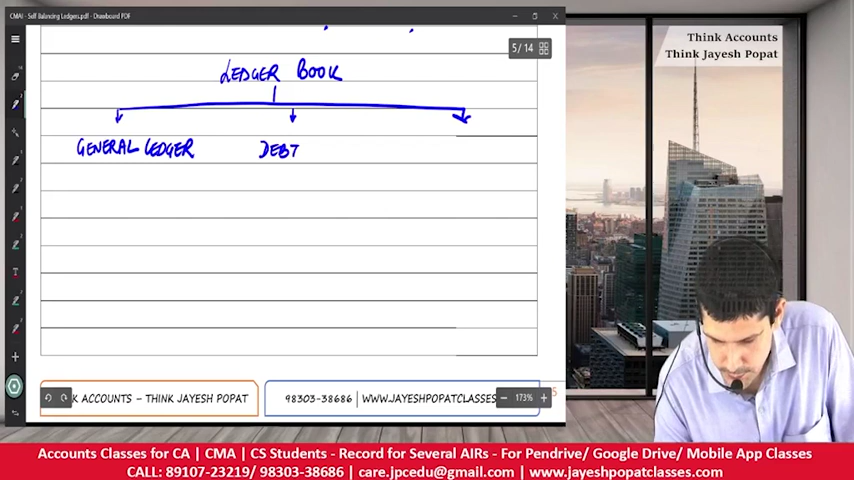 CMAI - Self Balancing Ledgers.pdf - Drawboard PDF
5 / 14
Think Accounts
Think Jayesh Popat
LEDGER BOOK
GENERAL LEDGER DEBT
K ACCOUNTS – THINK JAYESH POPAT
98303-38686 | WWW.JAYESHPOPATCLASSES
173%
5
Accounts Classes for CA | CMA | CS Students - Record for Several AIRs - For Pendrive/ Google Drive/ Mobile App Classes
CALL: 89107-23219/ 98303-38686 | care.jpcedu@gmail.com | www.jayeshpopatclasses.com